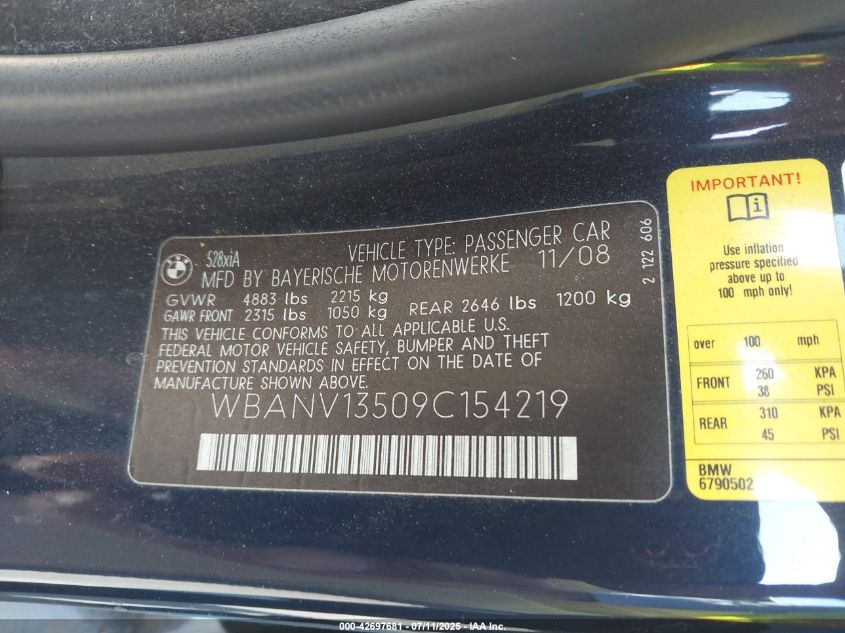 BMW
528xiA
VEHICLE TYPE: PASSENGER CAR
MFD BY BAYERISCHE MOTORENWERKE 11/08
GVWR 4883 lbs 2215 kg
GAWR FRONT 2315 lbs 1050 kg REAR 2646 lbs 1200 kg
THIS VEHICLE CONFORMS TO ALL APPLICABLE U.S.
FEDERAL MOTOR VEHICLE SAFETY, BUMPER AND THEFT
PREVENTION STANDARDS IN EFFECT ON THE DATE OF
MANUFACTURE SHOWN ABOVE.
WBANV13509C154219
2 122 606
IMPORTANT!
i
Use inflation
pressure specified
above up to
100 mph only!
over 100 mph
FRONT 260 KPA
38 PSI
REAR 310 KPA
45 PSI
BMW
6790502
000-42697681 - 07/11/2025 - IAA Inc.